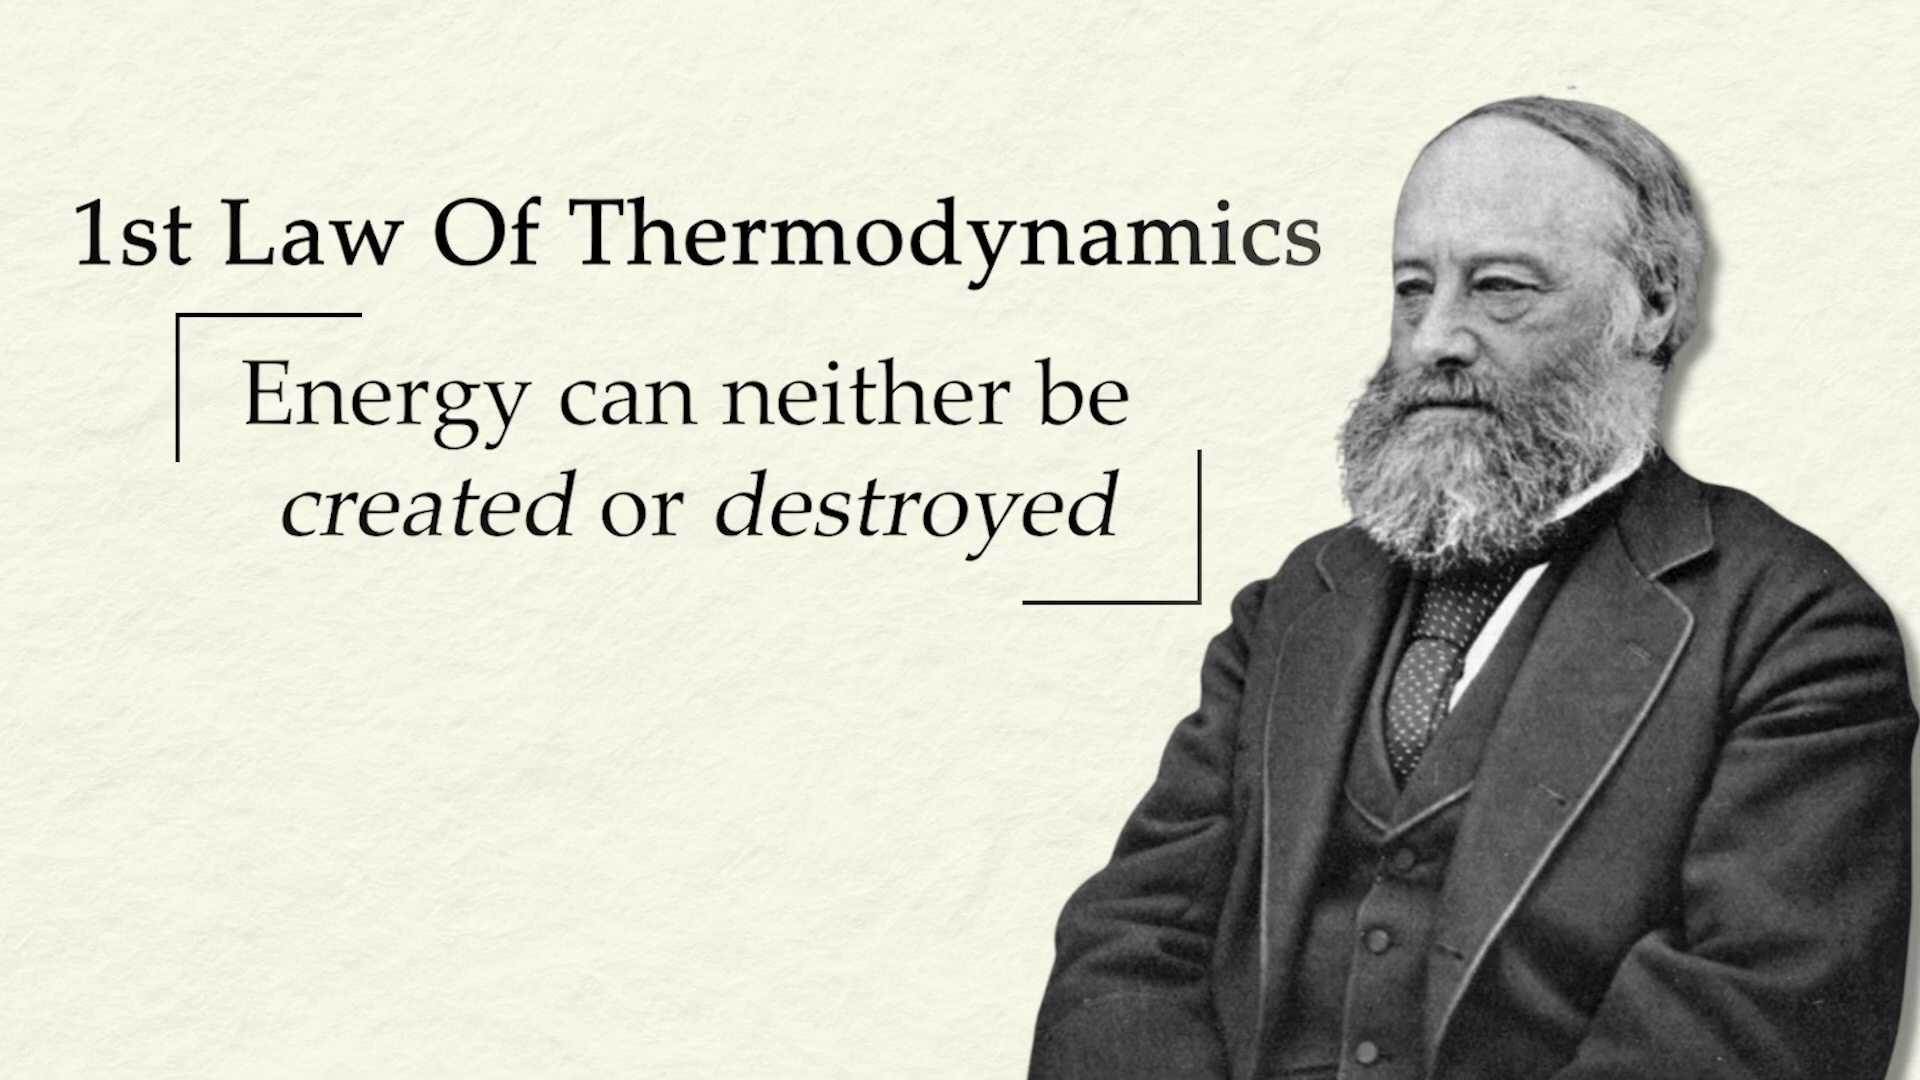 1st Law Of Thermodynamics
Energy can neither be
created or destroyed